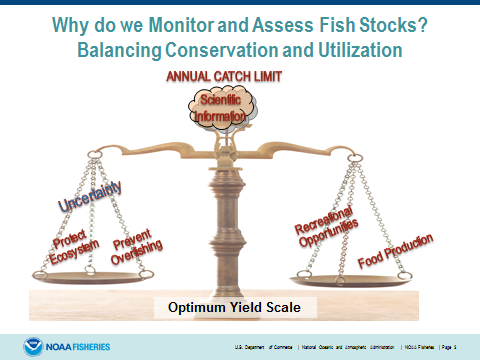 Why do we Monitor and Assess Fish Stocks?
Balancing Conservation and Utilization
ANNUAL CATCH LIMIT
Scientific
Information
Uncertainty
Protect
Ecosystem
Prevent
Overfishing
Recreational
Opportunities
Food Production
Optimum Yield Scale
NOAA FISHERIES
U.S. Department of Commerce | National Oceanic and Atmospheric Administration | NOAA Fisheries | Page 3